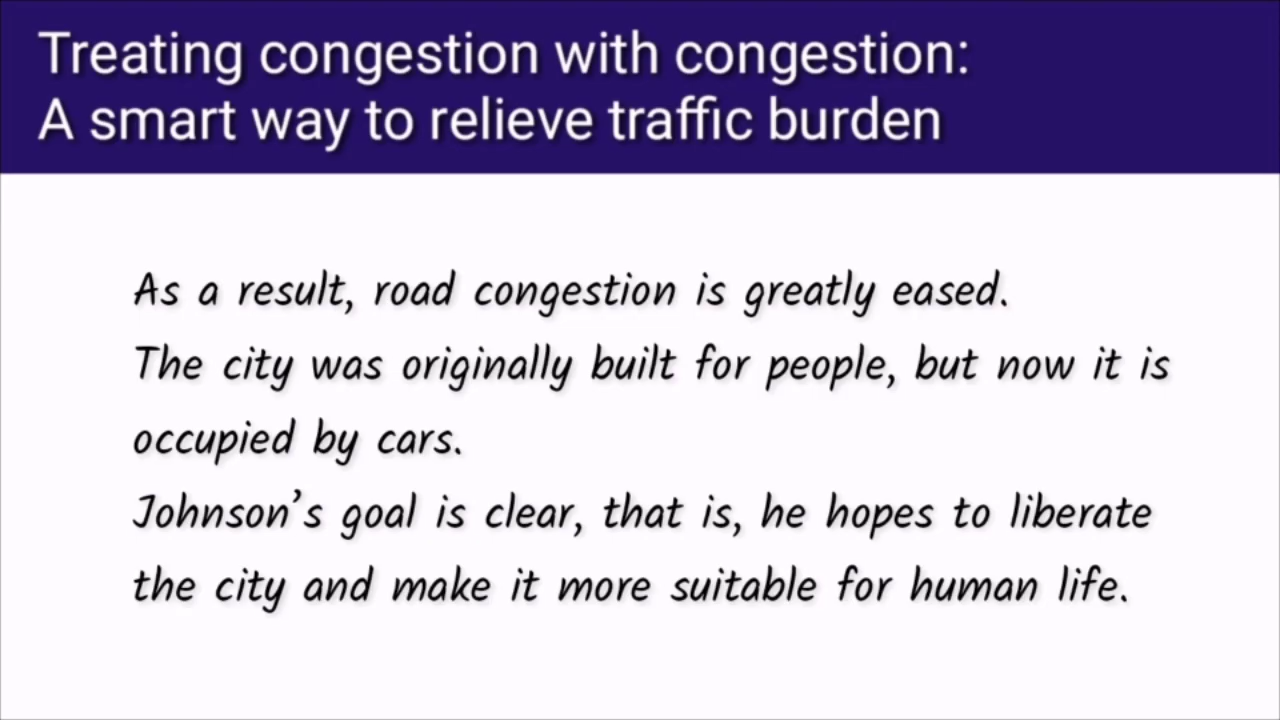 Treating congestion with congestion:
A smart way to relieve traffic burden
As a result, road congestion is greatly eased.
The city was originally built for people, but now it is
occupied by cars.
Johnson’s goal is clear, that is, he hopes to liberate
the city and make it more suitable for human life.